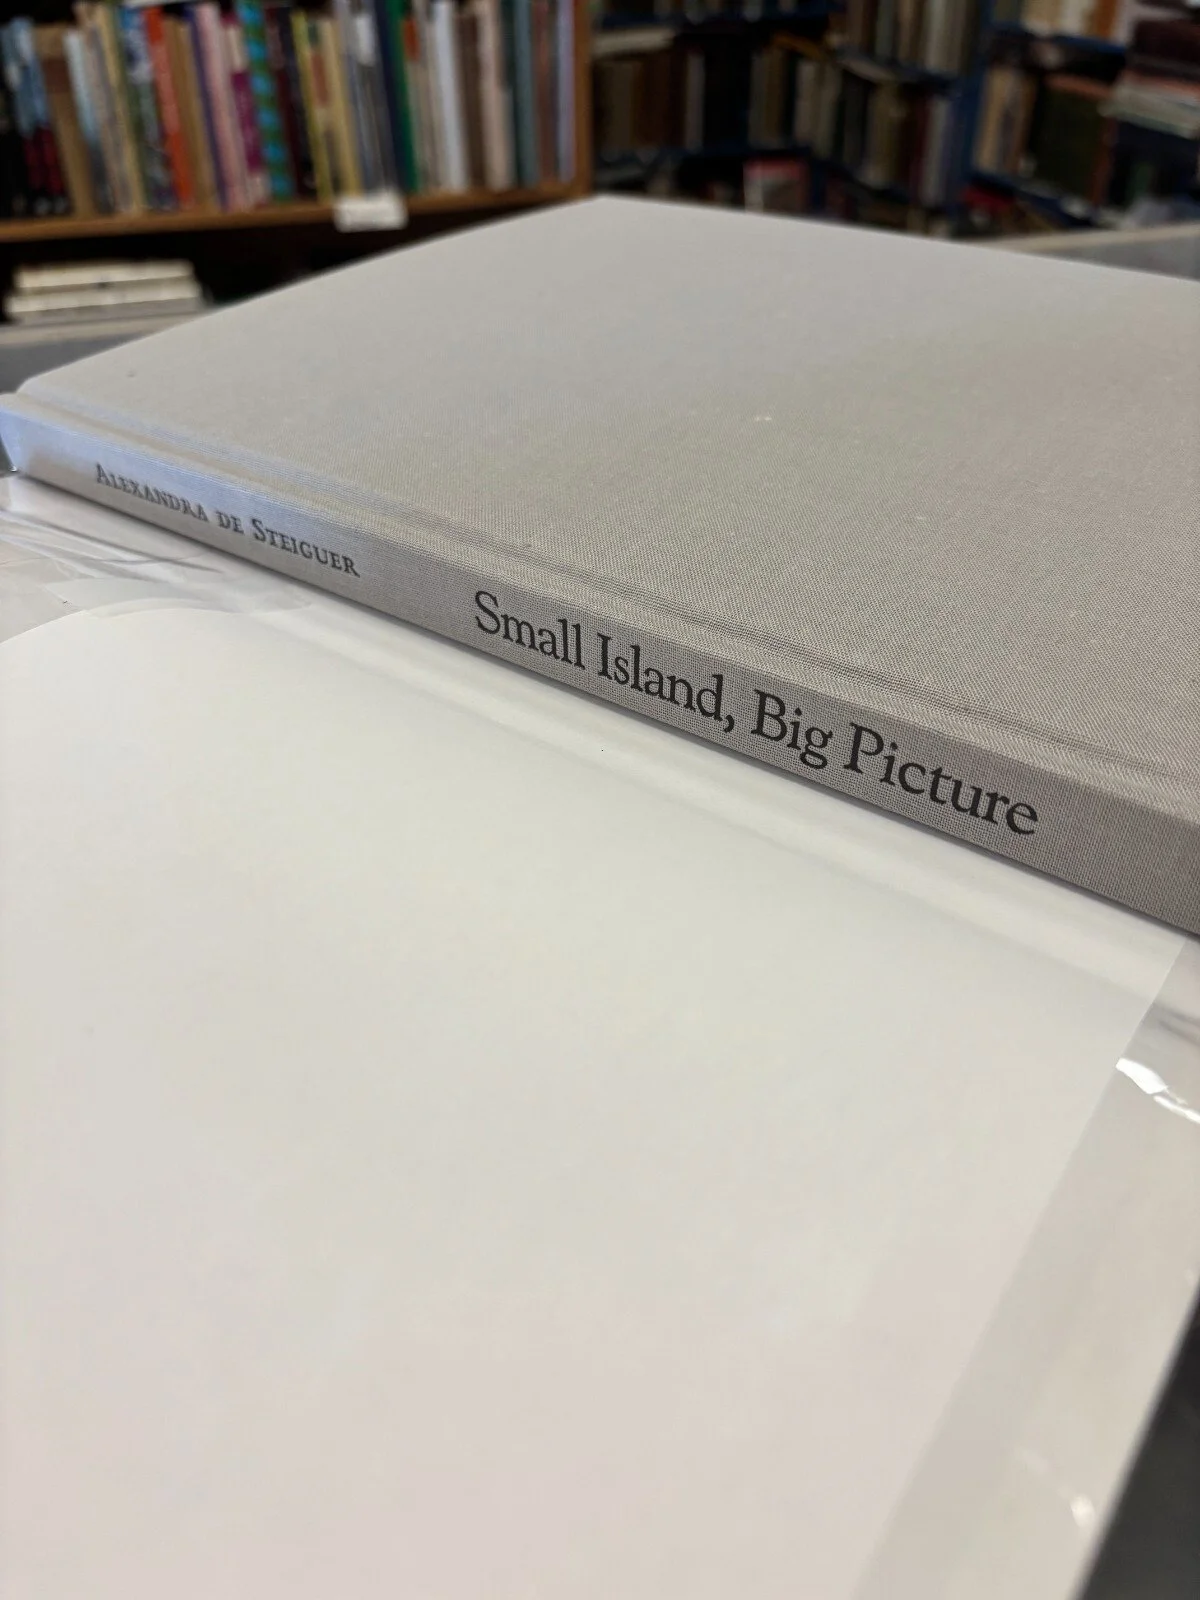 Alexandra de Steiguer
Small Island, Big Picture